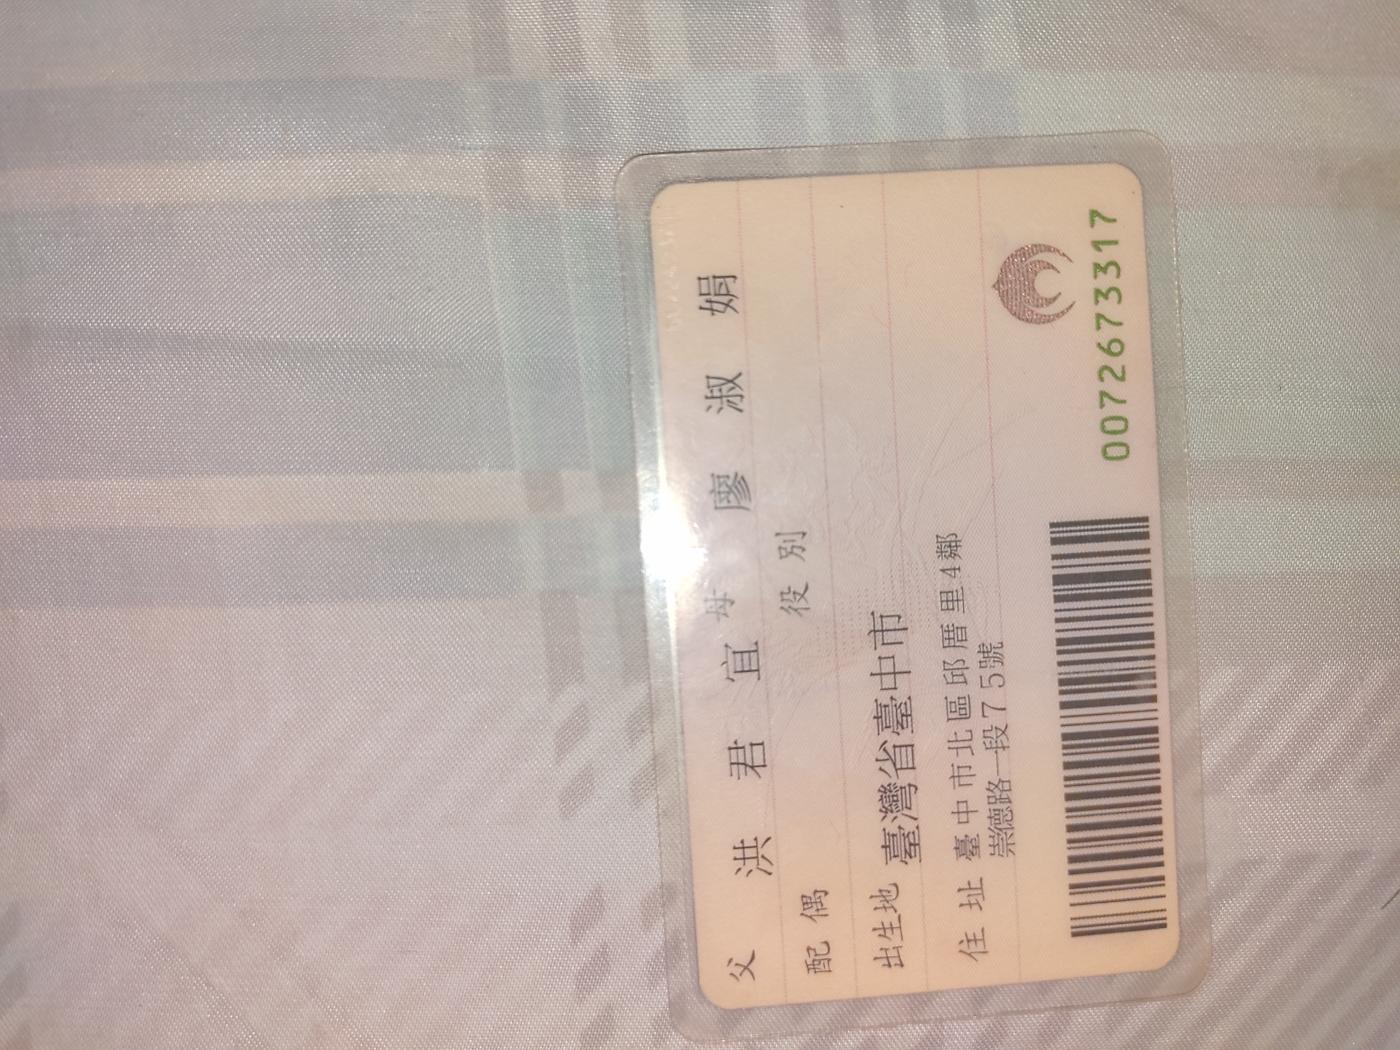 父 洪君宜 母 廖淑娟
配偶 役別
出生地 臺灣省臺中市
住址 臺中市北區邱厝里4鄰
崇德路一段75號
0072673317